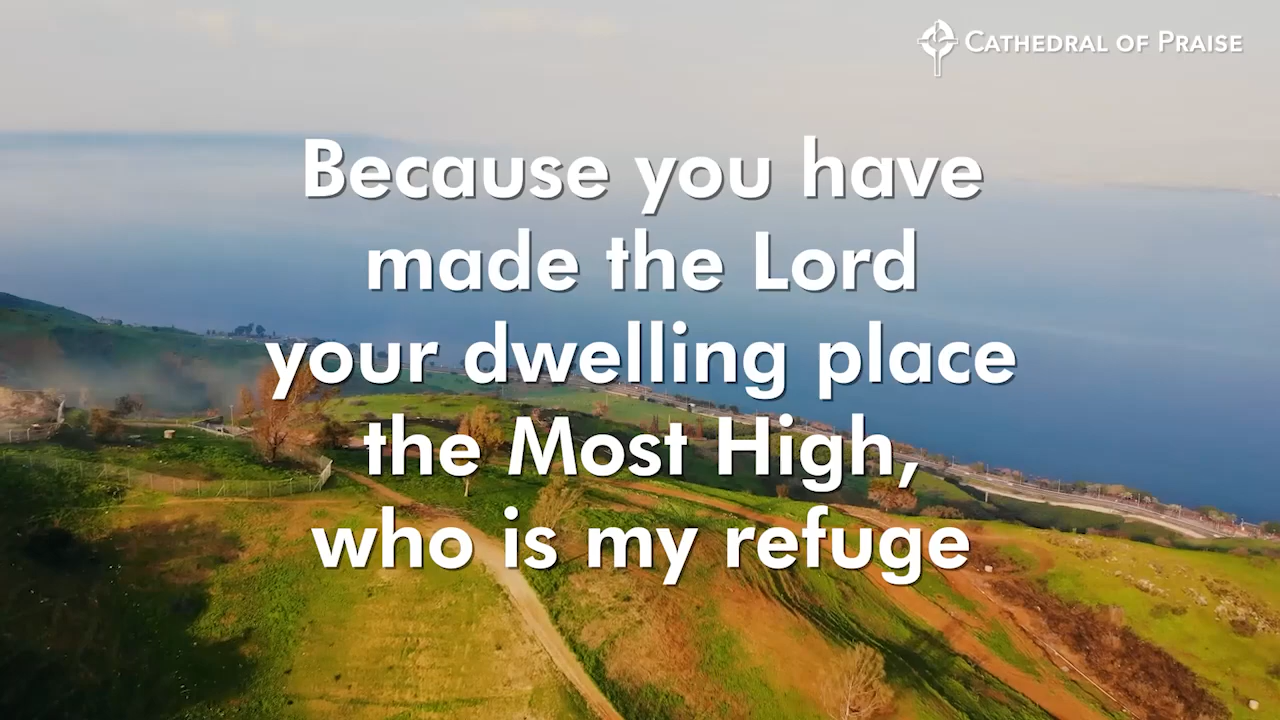 CATHEDRAL OF PRAISE
Because you have
made the Lord
your dwelling place
the Most High,
who is my refuge